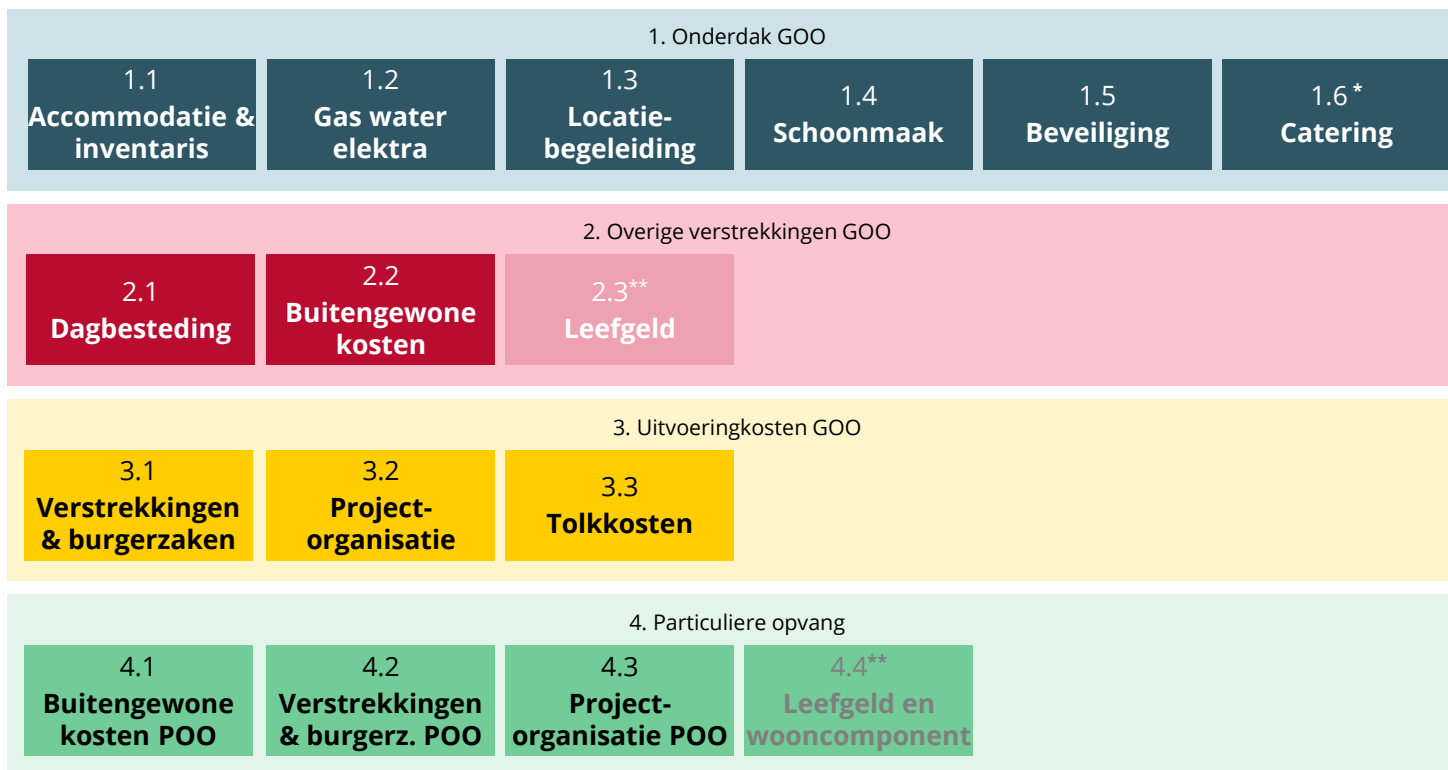 1. Onderdak GOO
1.1
Accommodatie &
inventaris
1.2
Gas water
elektra
1.3
Locatie-
begeleiding
1.4
Schoonmaak
1.5
Beveiliging
1.6 *
Catering
2. Overige verstrekkingen GOO
2.1
Dagbesteding
2.2
Buitengewone
kosten
2.3**
Leefgeld
3. Uitvoeringkosten GOO
3.1
Verstrekkingen
& burgerzaken
3.2
Project-
organisatie
3.3
Tolkkosten
4. Particuliere opvang
4.1
Buitengewone
kosten POO
4.2
Verstrekkingen
& burgerz. POO
4.3
Project-
organisatie POO
4.4**
Leefgeld en
wooncomponent